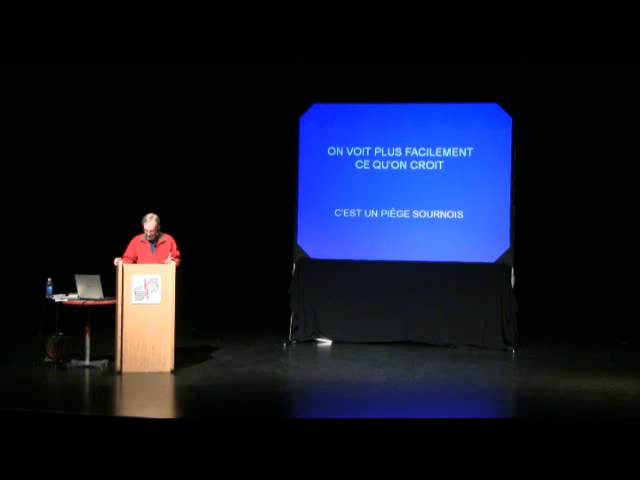 ON VOIT PLUS FACILEMENT
CE QU'ON CROIT
C'EST UN PIÈGE SOURNOIS